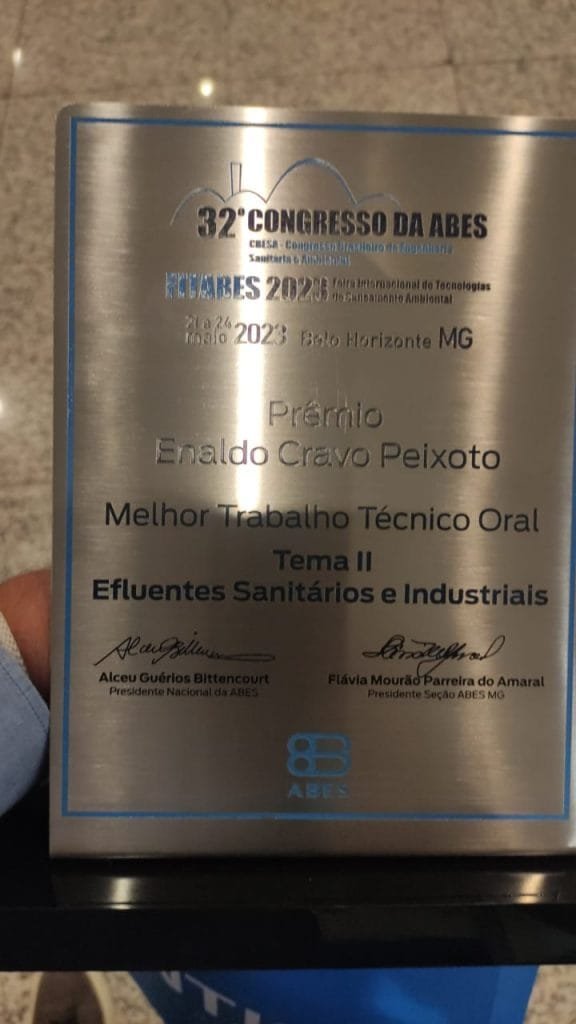 32º CONGRESSO DA ABES
CBESA - Congresso Brasileiro de Engenharia
Sanitária e Ambiental
FITABES 2023 Feira Internacional de Tecnologias
de Saneamento Ambiental
21 a 24
maio 2023 Belo Horizonte MG
Prêmio
Enaldo Cravo Peixoto
Melhor Trabalho Técnico Oral
Tema II
Efluentes Sanitários e Industriais
Alceu Guérios Bittencourt
Presidente Nacional da ABES
Flávia Mourão Parreira do Amaral
Presidente Seção ABES MG
ABES